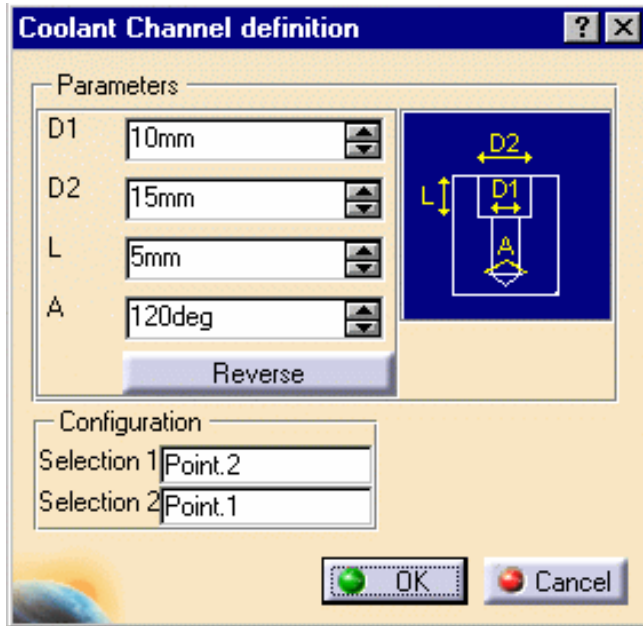 Coolant Channel definition
Parameters
D1 10mm
D2 15mm
L 5mm
A 120deg
Reverse
D2
L D1
A
Configuration
Selection 1 Point.2
Selection 2 Point.1
OK Cancel